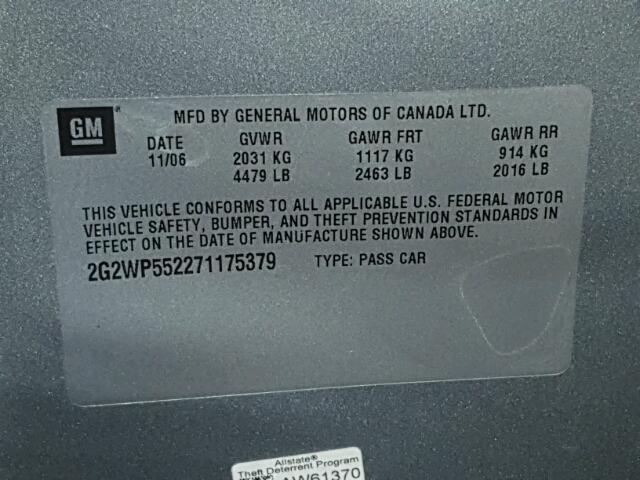 GM®
MFD BY GENERAL MOTORS OF CANADA LTD.
DATE GVWR GAWR FRT GAWR RR
11/06 2031 KG 1117 KG 914 KG
4479 LB 2463 LB 2016 LB
THIS VEHICLE CONFORMS TO ALL APPLICABLE U.S. FEDERAL MOTOR
VEHICLE SAFETY, BUMPER, AND THEFT PREVENTION STANDARDS IN
EFFECT ON THE DATE OF MANUFACTURE SHOWN ABOVE.
2G2WP552271175379 TYPE: PASS CAR
Allstate®
Theft Deterrent Program
AW61370